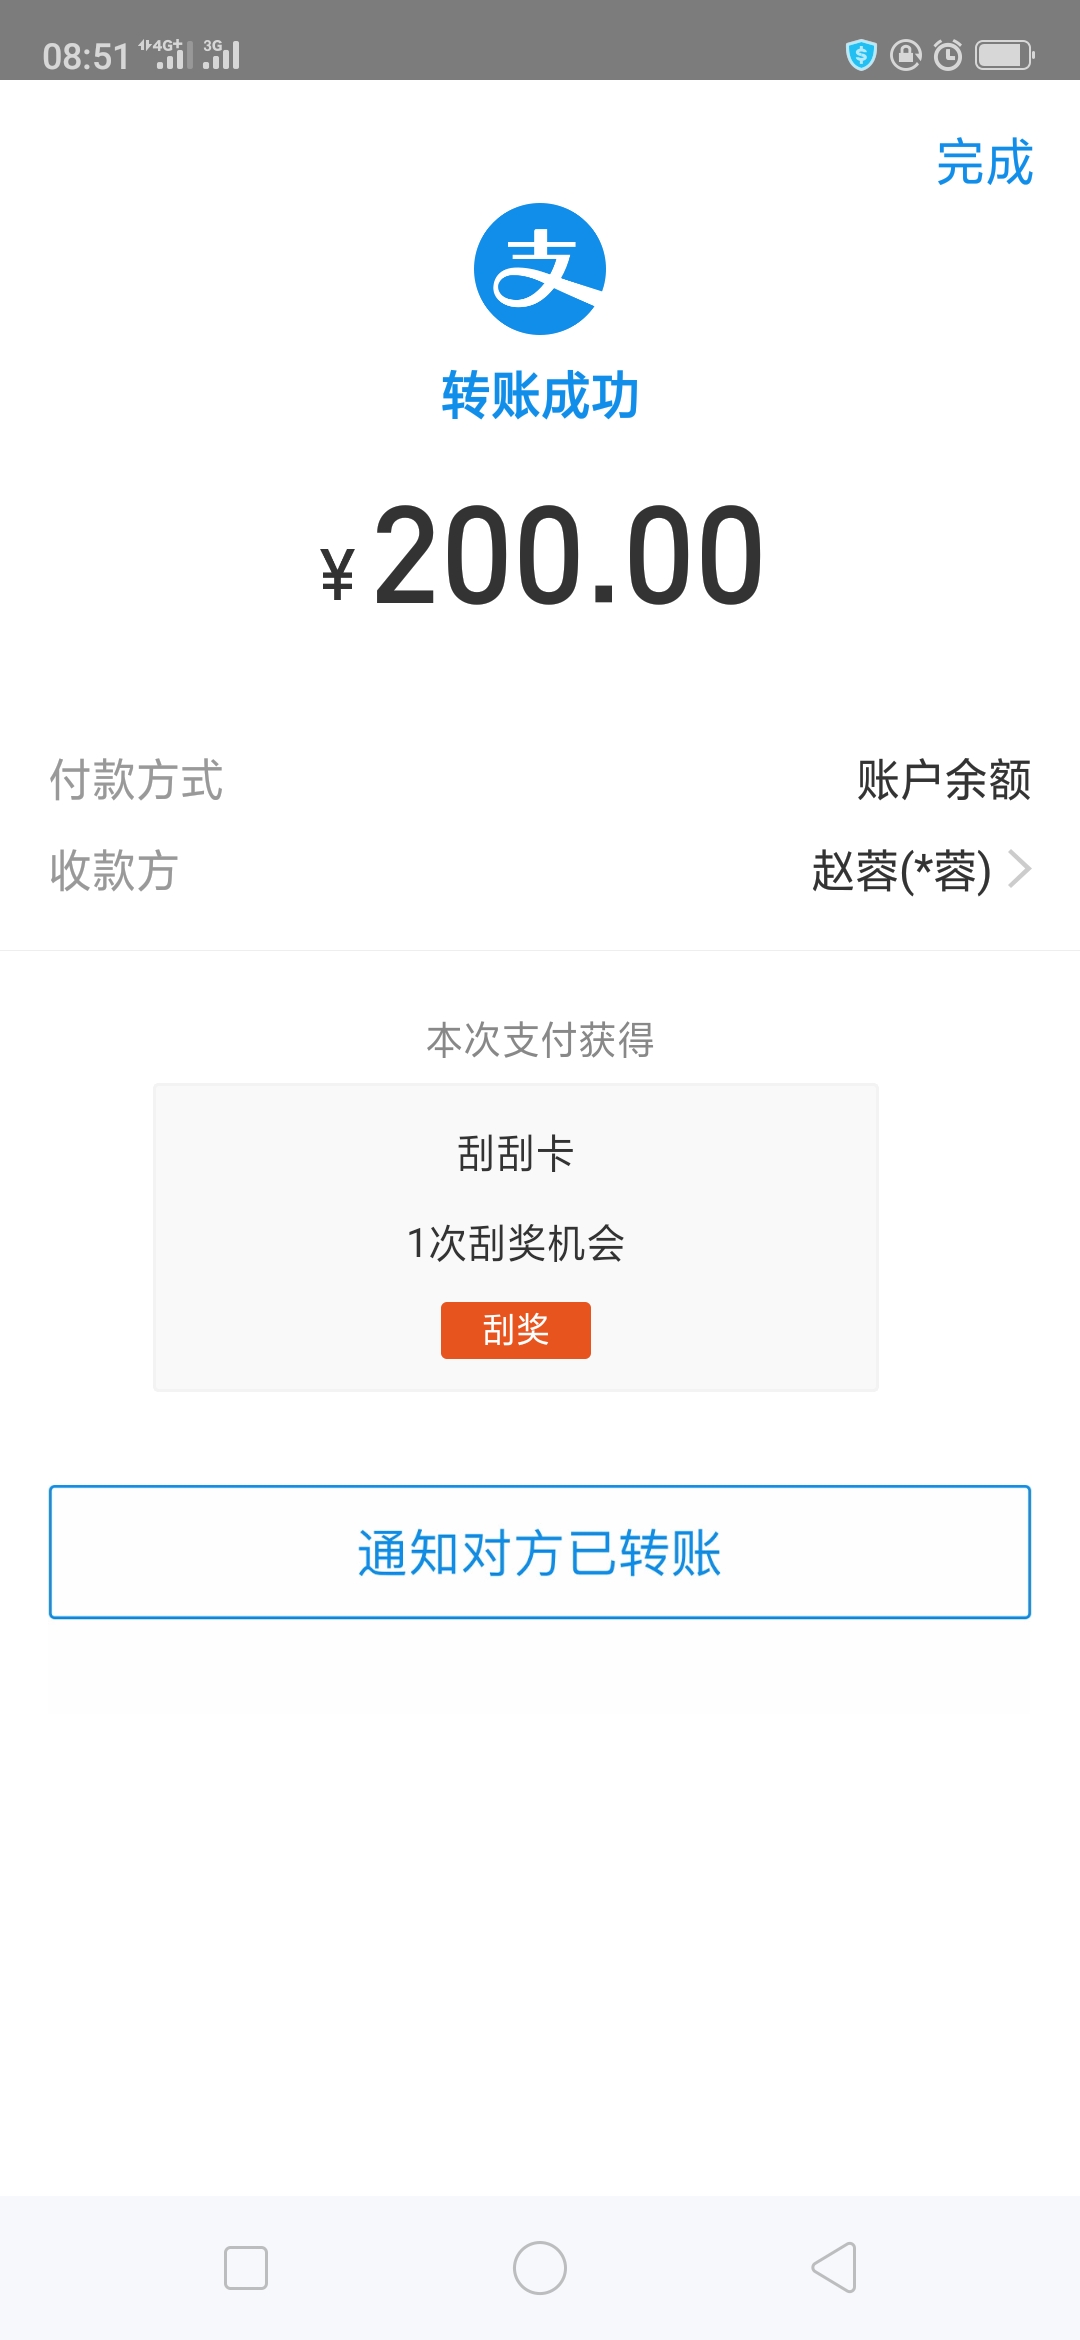 08:51 4G+ 3G
完成
支
转账成功
¥200.00
付款方式 账户余额
收款方 赵蓉(*蓉)
本次支付获得
刮刮卡
1次刮奖机会
刮奖
通知对方已转账